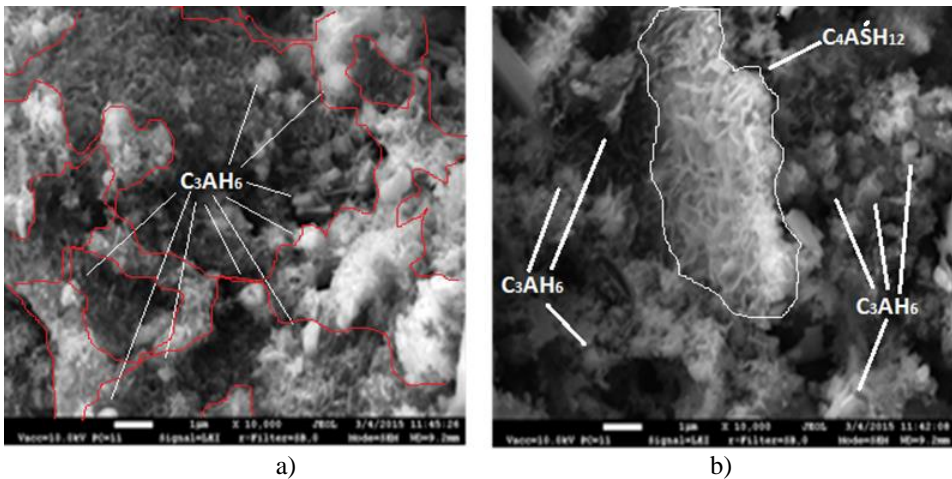 C₃AH₆
1µm X 10,000 JEOL 3/4/2015 11:45:26
Vacc=10.0kV PC=11 Signal=LEI r-Filter=SB.0 Mode=SEM WD=9.2mm
a)
C₄AŚH₁₂
C₃AH₆
C₃AH₆
1µm X 10,000 JEOL 3/4/2015 11:42:08
Vacc=10.0kV PC=11 Signal=LEI r-Filter=SB.0 Mode=SEM WD=9.2mm
b)